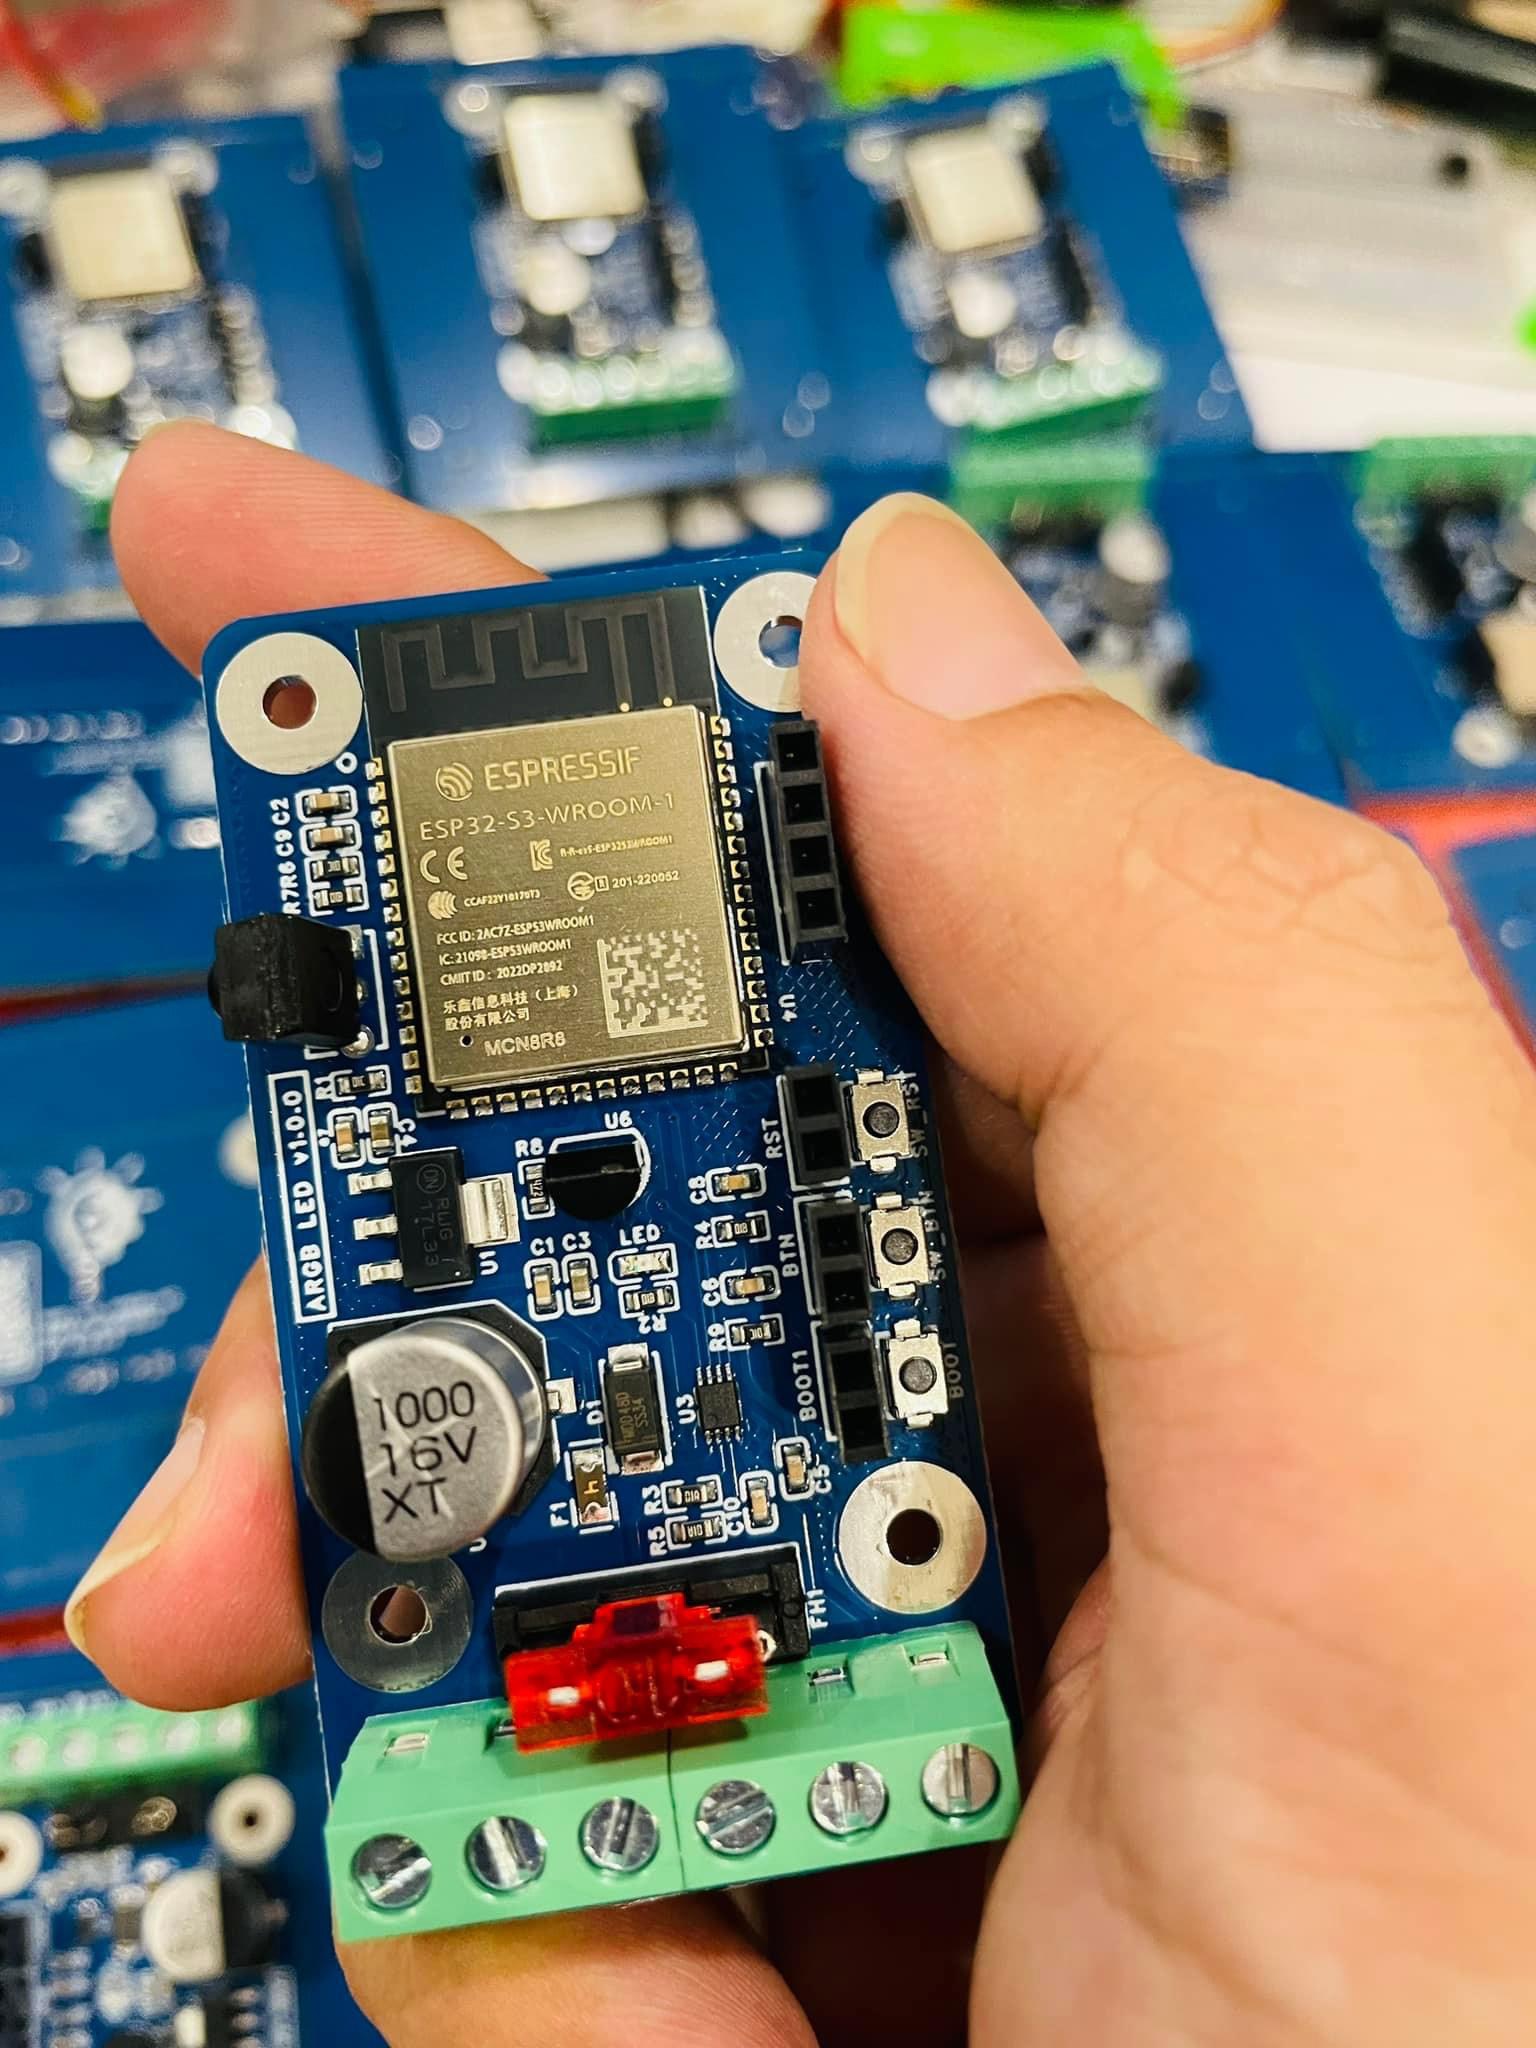 ESPRESSIF
ESP32-S3-WROOM-1
CE
R-R-es5-ESP32S3WROOM1
CCAF22Y10170T3
R 201-220052
FCC ID: 2AC7Z-ESPS3WROOM1
IC: 21098-ESPS3WROOM1
CMIIT ID: 2022DP2892
乐鑫信息科技（上海）
股份有限公司
MCN8R8
R7R6 C9 C2
U4
R1
C4
ARGB LED v1.0.0
R8
U6
RST
SW_RST
ON
17L33
U1
C1 C3
LED
R2
C8
R4
BTN
SW_BTN
C6
R9
BOOT1
BOOT
1000
16V
XT
D1
SS34
U3
F1
R3
R5
C10
C5
FH1